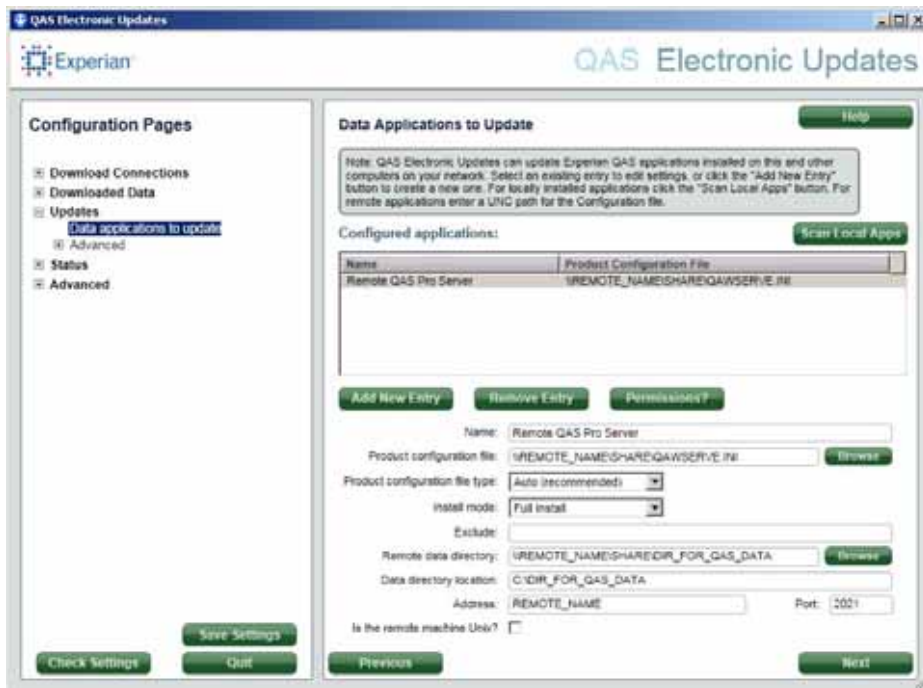 QAS Electronic Updates
Experian
QAS Electronic Updates
Configuration Pages
Download Connections
Downloaded Data
Updates
Data applications to update
Advanced
Status
Advanced
Save Settings
Check Settings
Quit
Data Applications to Update
Help
Note: QAS Electronic Updates can update Experian QAS applications installed on this and other
computers on your network. Select an existing entry to edit settings, or click the "Add New Entry"
button to create a new one. For locally installed applications click the "Scan Local Apps" button. For
remote applications enter a UNC path for the Configuration file.
Configured applications:
Scan Local Apps
Name Product Configuration File
Remote QAS Pro Server \\REMOTE_NAME\SHARE\QAWSERVE.INI
Add New Entry Remove Entry Permissions?
Name: Remote QAS Pro Server
Product configuration file: \\REMOTE_NAME\SHARE\QAWSERVE.INI Browse
Product configuration file type: Auto (recommended)
Install mode: Full Install
Exclude:
Remote data directory: \\REMOTE_NAME\SHARE\DIR_FOR_QAS_DATA Browse
Data directory location: C:\DIR_FOR_QAS_DATA
Address: REMOTE_NAME Port: 2021
Is the remote machine Unix?
Previous Next